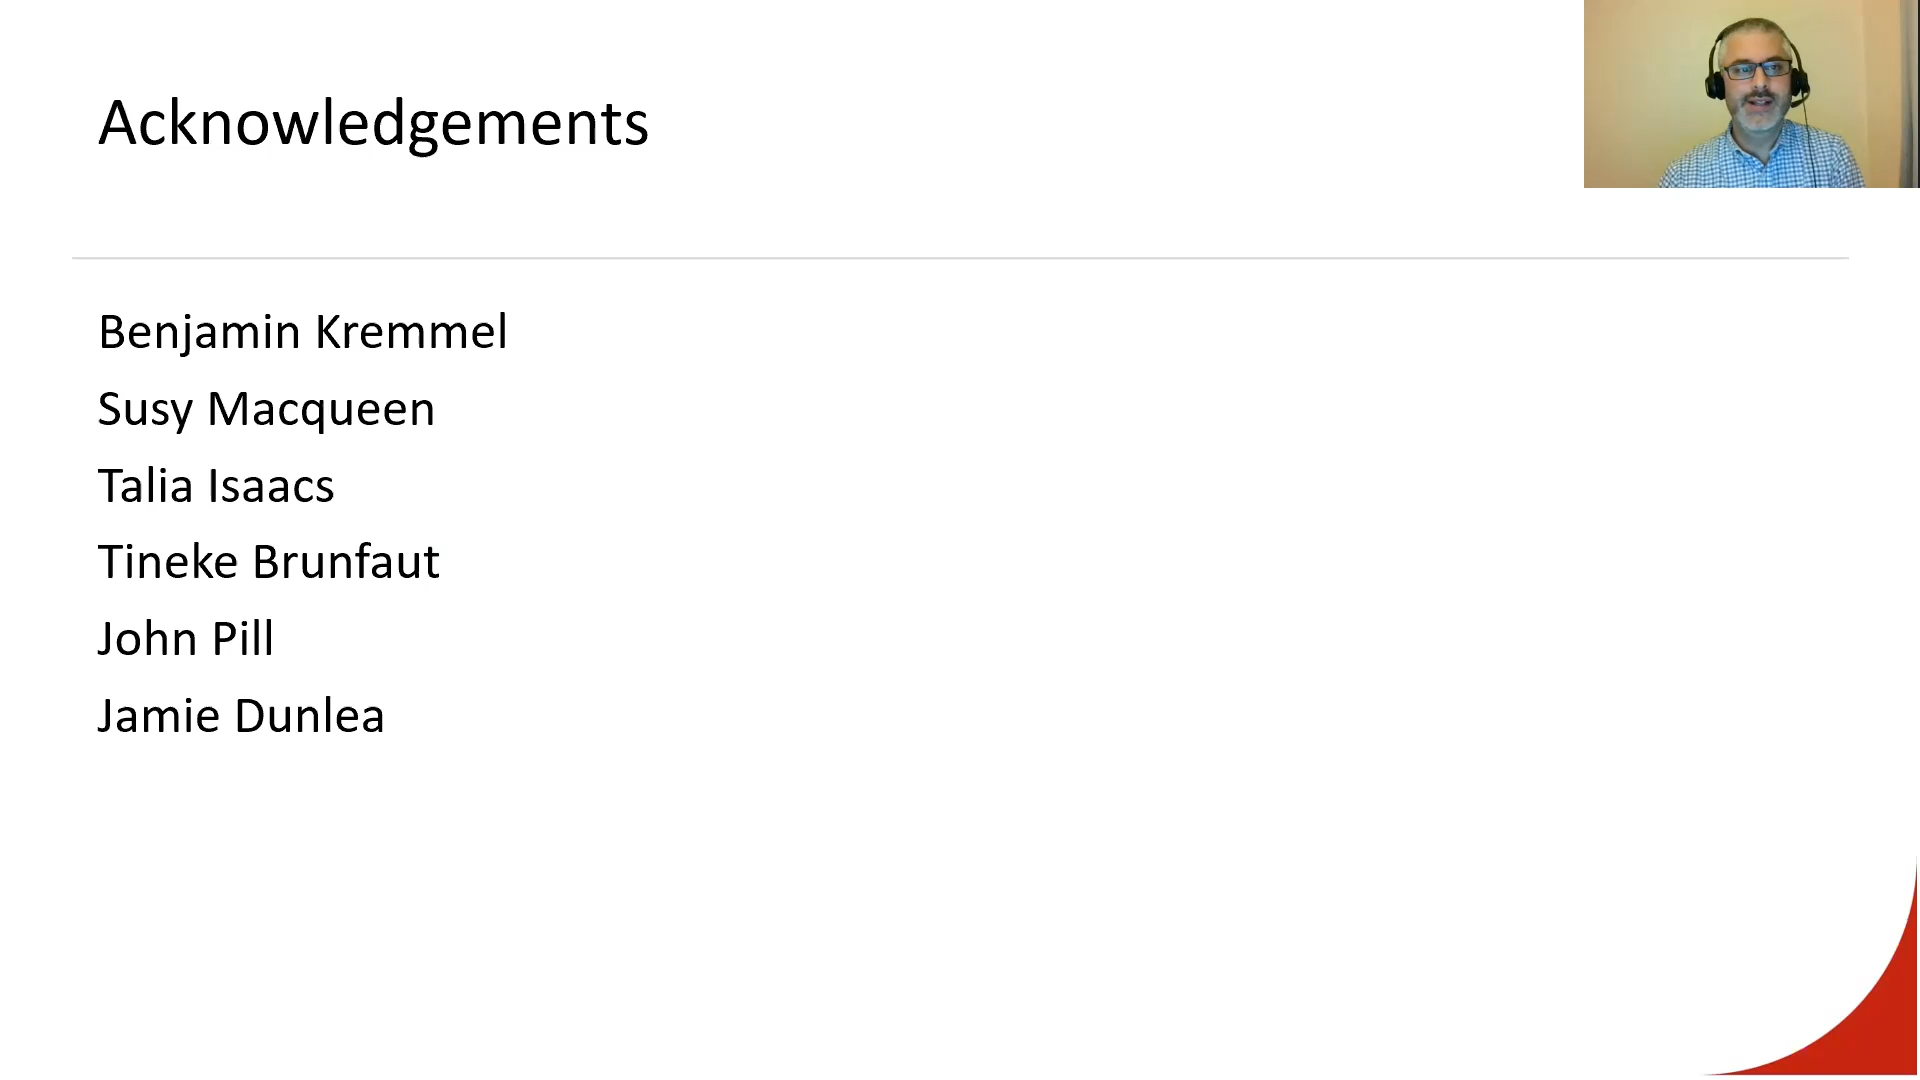 Acknowledgements
Benjamin Kremmel
Susy Macqueen
Talia Isaacs
Tineke Brunfaut
John Pill
Jamie Dunlea